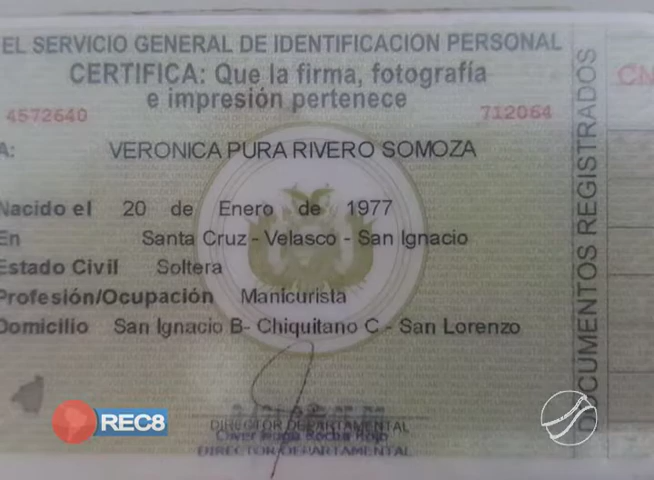 EL SERVICIO GENERAL DE IDENTIFICACION PERSONAL
CERTIFICA: Que la firma, fotografía
e impresión pertenece
4572640
712064
A: VERONICA PURA RIVERO SOMOZA
Nacido el 20 de Enero de 1977
En Santa Cruz - Velasco - San Ignacio
Estado Civil Soltera
Profesión/Ocupación Manicurista
Domicilio San Ignacio B- Chiquitano C - San Lorenzo
DIRECTOR DEPARTAMENTAL
DIRECTOR DEPARTAMENTAL
DOCUMENTOS REGISTRADOS
CN
REC8